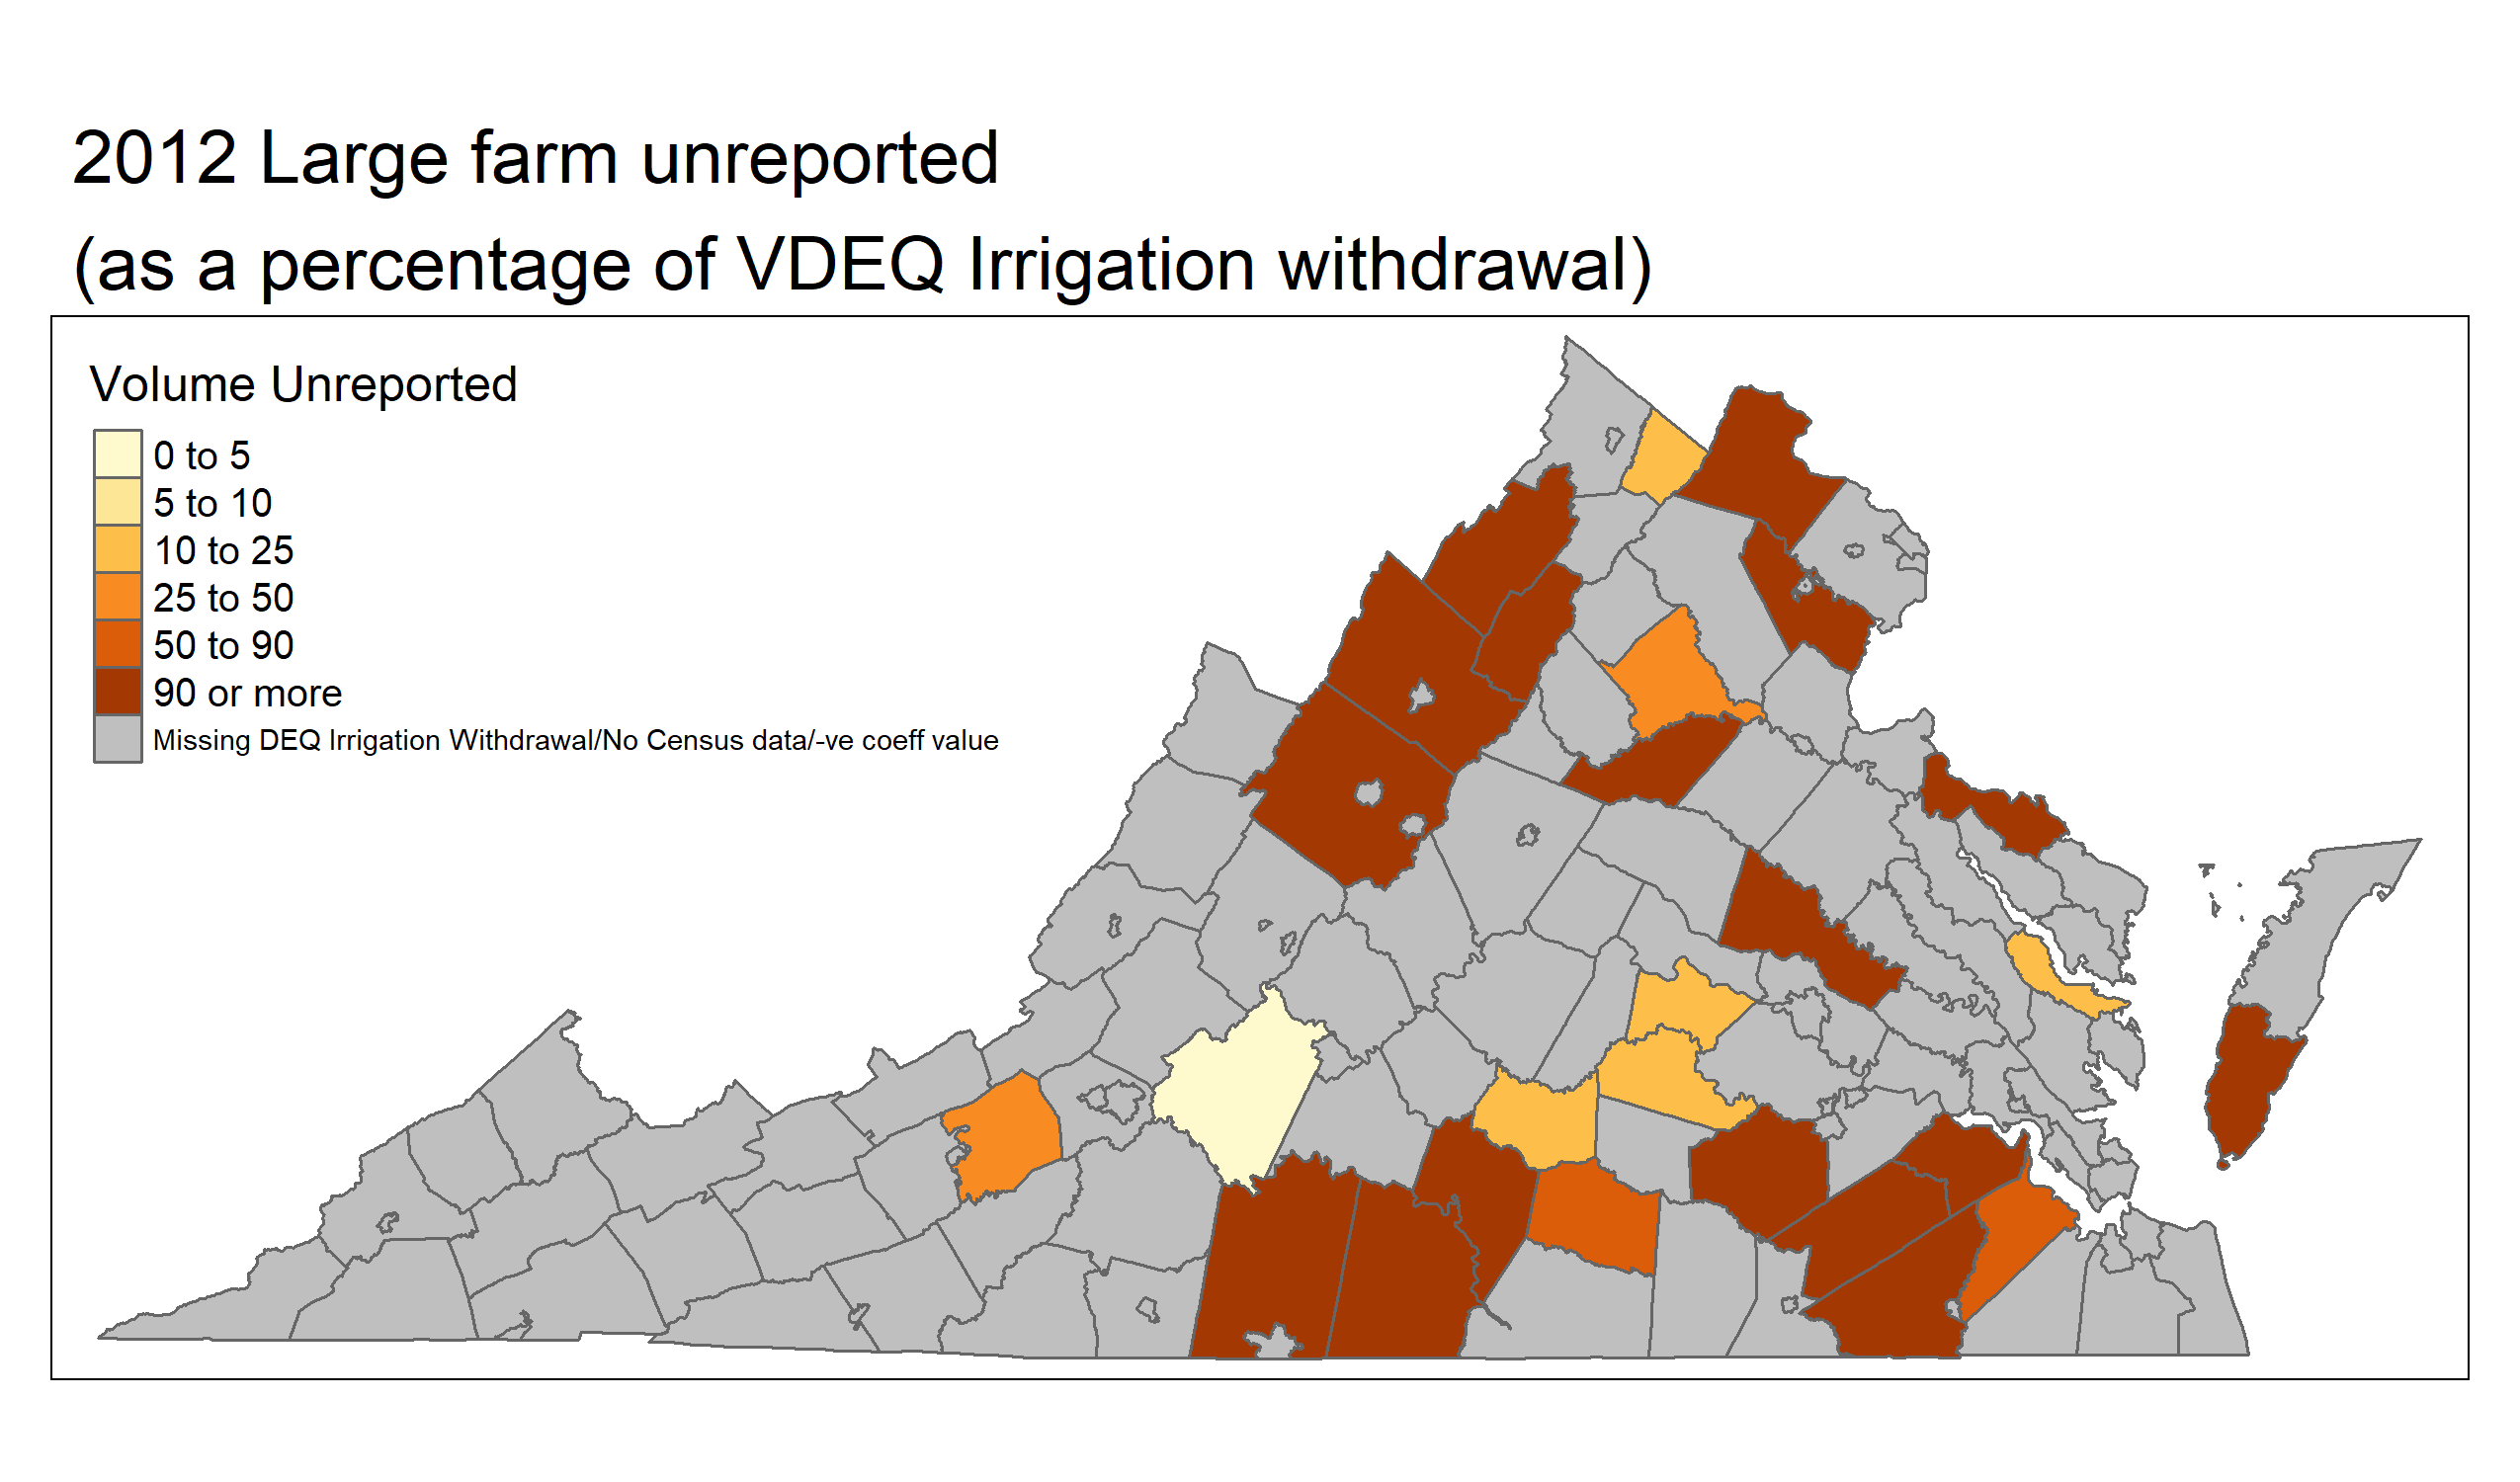 2012 Large farm unreported
(as a percentage of VDEQ Irrigation withdrawal)
Volume Unreported
0 to 5
5 to 10
10 to 25
25 to 50
50 to 90
90 or more
Missing DEQ Irrigation Withdrawal/No Census data/-ve coeff value